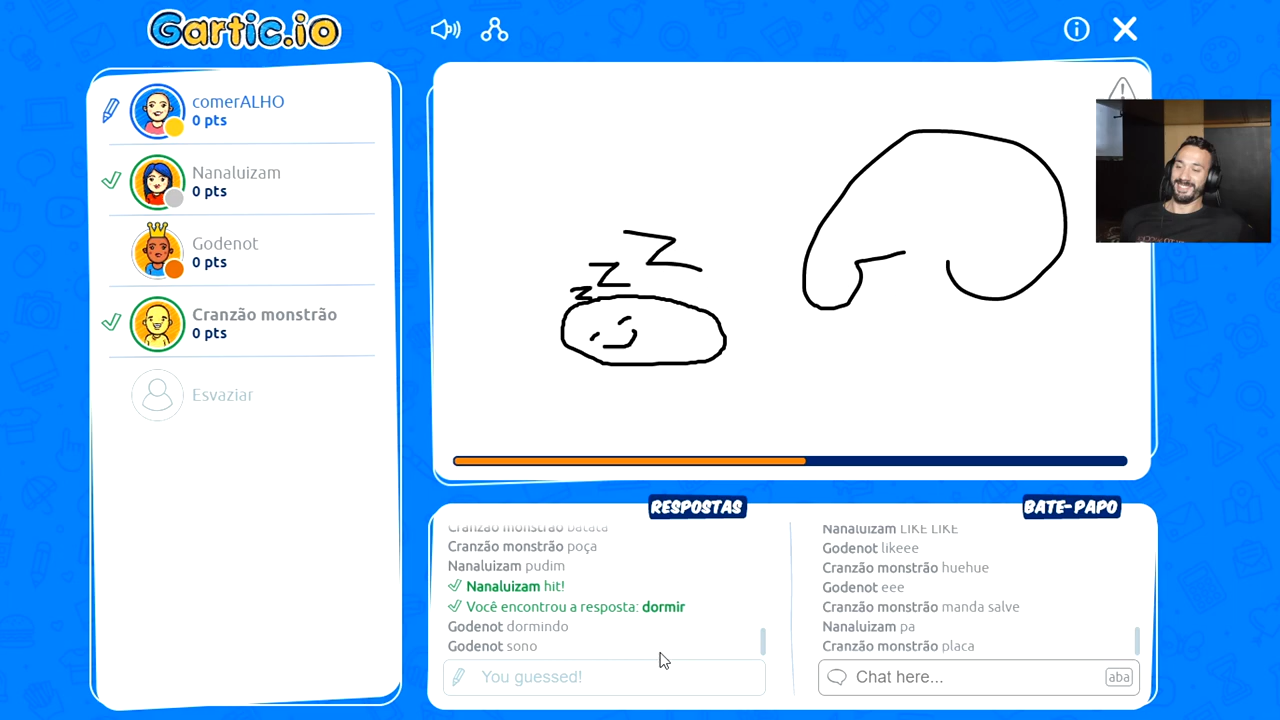 Gartic.io
comerALHO
0 pts
Nanaluizam
0 pts
Godenot
0 pts
Cranzão monstrão
0 pts
Esvaziar
z z z
RESPOSTAS
Cranzão monstrão batata
Cranzão monstrão poça
Nanaluizam pudim
Nanaluizam hit!
Você encontrou a resposta: dormir
Godenot dormindo
Godenot sono
You guessed!
BATE-PAPO
Nanaluizam LIKE LIKE
Godenot likeee
Cranzão monstrão huehue
Godenot eee
Cranzão monstrão manda salve
Nanaluizam pa
Cranzão monstrão placa
Chat here...
aba